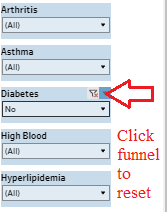 Arthritis
(All)
Asthma
(All)
Diabetes
No
High Blood
(All)
Hyperlipidemia
(All)
Click
funnel
to
reset